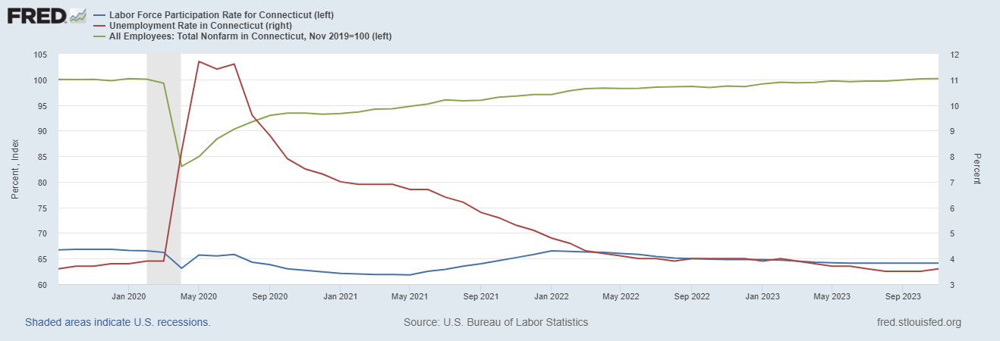 FRED
Labor Force Participation Rate for Connecticut (left)
Unemployment Rate in Connecticut (right)
All Employees: Total Nonfarm in Connecticut, Nov 2019=100 (left)
105 12
100 11
95 10
90 9
85 8
80 7
75 6
70 5
65 4
60 3
Percent , Index
Percent
Jan 2020 May 2020 Sep 2020 Jan 2021 May 2021 Sep 2021 Jan 2022 May 2022 Sep 2022 Jan 2023 May 2023 Sep 2023
Shaded areas indicate U.S. recessions. Source: U.S. Bureau of Labor Statistics fred.stlouisfed.org